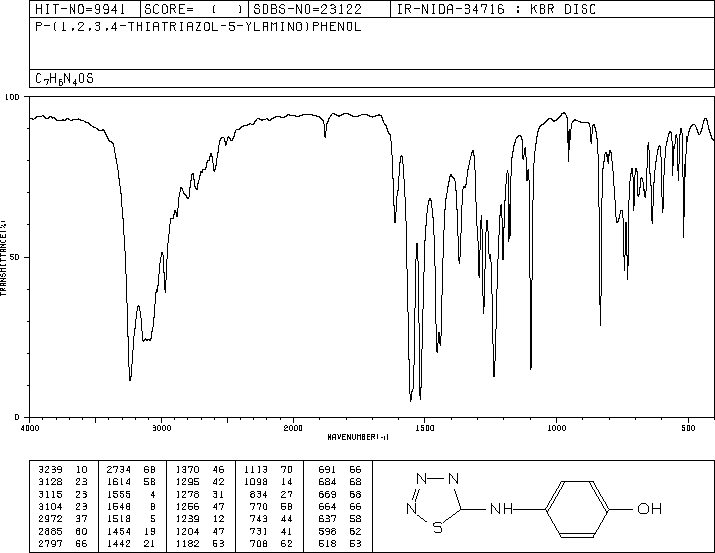 HIT-NO=9941 SCORE= ( ) SDBS-NO=23122 IR-NIDA-34716 : KBR DISC
P-(1,2,3,4-THIATRIAZOL-5-YLAMINO)PHENOL
C7H6N4OS
100
TRANSMITTANCE(%)
50
0
4000 3000 2000 1500 1000 500
WAVENUMBER(-1)
3239 10 2734 68 1370 46 1113 70 691 66
3128 23 1614 58 1295 42 1098 14 684 68
3115 23 1555 4 1278 31 834 27 669 68
3104 23 1548 8 1256 47 770 58 664 66
2972 37 1518 5 1239 12 743 44 637 58
2885 60 1454 19 1204 47 731 41 598 62
2797 66 1442 21 1182 53 708 62 518 53
N N
N
S
NH
OH